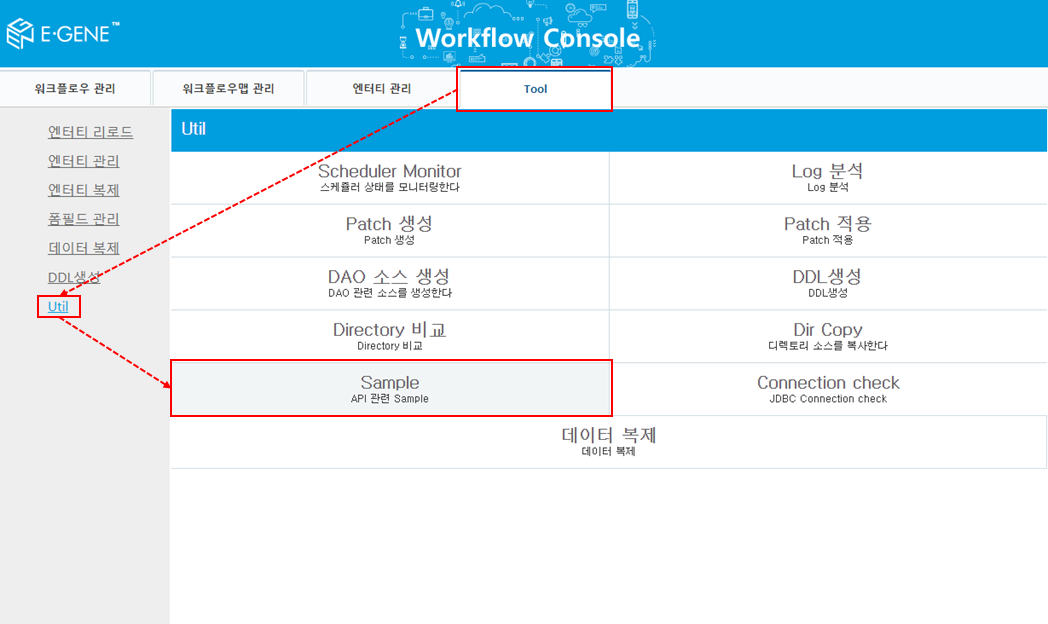 E·GENE™
Workflow Console
워크플로우 관리
워크플로우맵 관리
엔터티 관리
Tool
엔터티 리로드
엔터티 관리
엔터티 복제
폼필드 관리
데이터 복제
DDL생성
Util
Util
Scheduler Monitor
스케쥴러 상태를 모니터링한다
Log 분석
Log 분석
Patch 생성
Patch 생성
Patch 적용
Patch 적용
DAO 소스 생성
DAO 관련 소스를 생성한다
DDL생성
DDL생성
Directory 비교
Directory 비교
Dir Copy
디렉토리 소스를 복사한다
Sample
API 관련 Sample
Connection check
JDBC Connection check
데이터 복제
데이터 복제